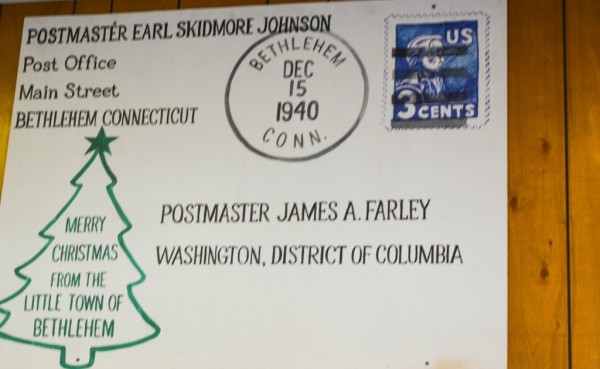 POSTMASTER EARL SKIDMORE JOHNSON
Post Office
Main Street
BETHLEHEM CONNECTICUT
BETHLEHEM
DEC
15
1940
CONN.
US
3 CENTS
POSTMASTER JAMES A. FARLEY
WASHINGTON, DISTRICT OF COLUMBIA
MERRY
CHRISTMAS
FROM THE
LITTLE TOWN OF
BETHLEHEM